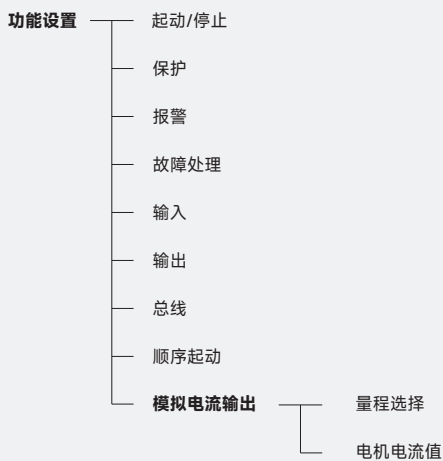 功能设置
起动/停止
保护
报警
故障处理
输入
输出
总线
顺序起动
模拟电流输出
量程选择
电机电流值